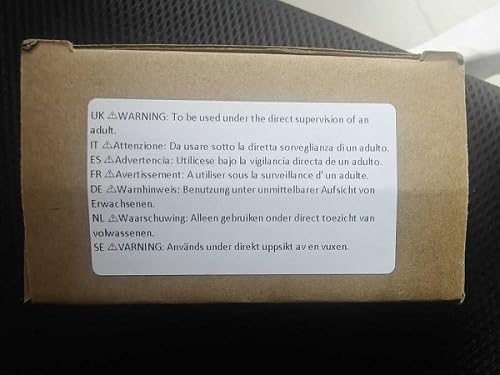 UK ⚠WARNING: To be used under the direct supervision of an
adult.
IT ⚠Attenzione: Da usare sotto la diretta sorveglianza di un adulto.
ES ⚠Advertencia: Utilicese bajo la vigilancia directa de un adulto.
FR ⚠Avertissement: A utiliser sous la surveillance d' un adulte.
DE ⚠Warnhinweis: Benutzung unter unmittelbarer Aufsicht von
Erwachsenen.
NL ⚠Waarschuwing: Alleen gebruiken onder direct toezicht van
volwassenen.
SE ⚠VARNING: Används under direkt uppsikt av en vuxen.